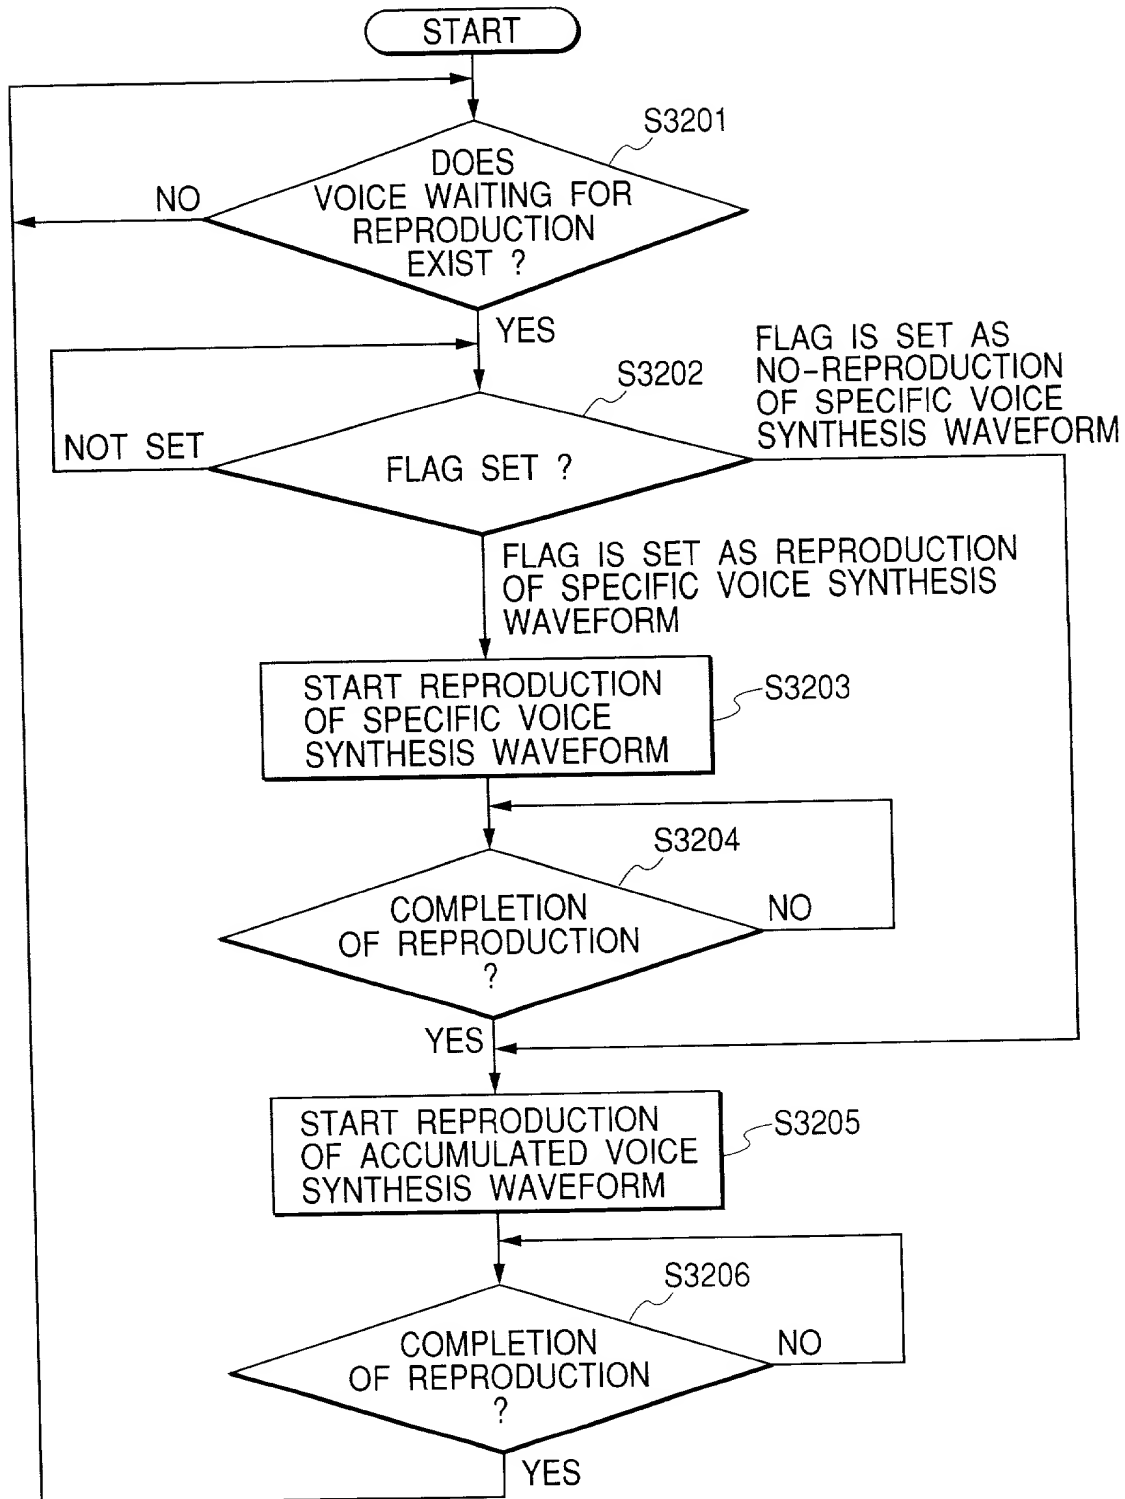 START
S3201
DOES
VOICE WAITING FOR
REPRODUCTION
EXIST ?
NO
YES
FLAG IS SET AS
NO-REPRODUCTION
OF SPECIFIC VOICE
SYNTHESIS WAVEFORM
S3202
NOT SET
FLAG SET ?
FLAG IS SET AS REPRODUCTION
OF SPECIFIC VOICE SYNTHESIS
WAVEFORM
START REPRODUCTION
OF SPECIFIC VOICE
SYNTHESIS WAVEFORM
S3203
S3204
COMPLETION
OF REPRODUCTION
?
NO
YES
START REPRODUCTION
OF ACCUMULATED VOICE
SYNTHESIS WAVEFORM
S3205
S3206
COMPLETION
OF REPRODUCTION
?
NO
YES